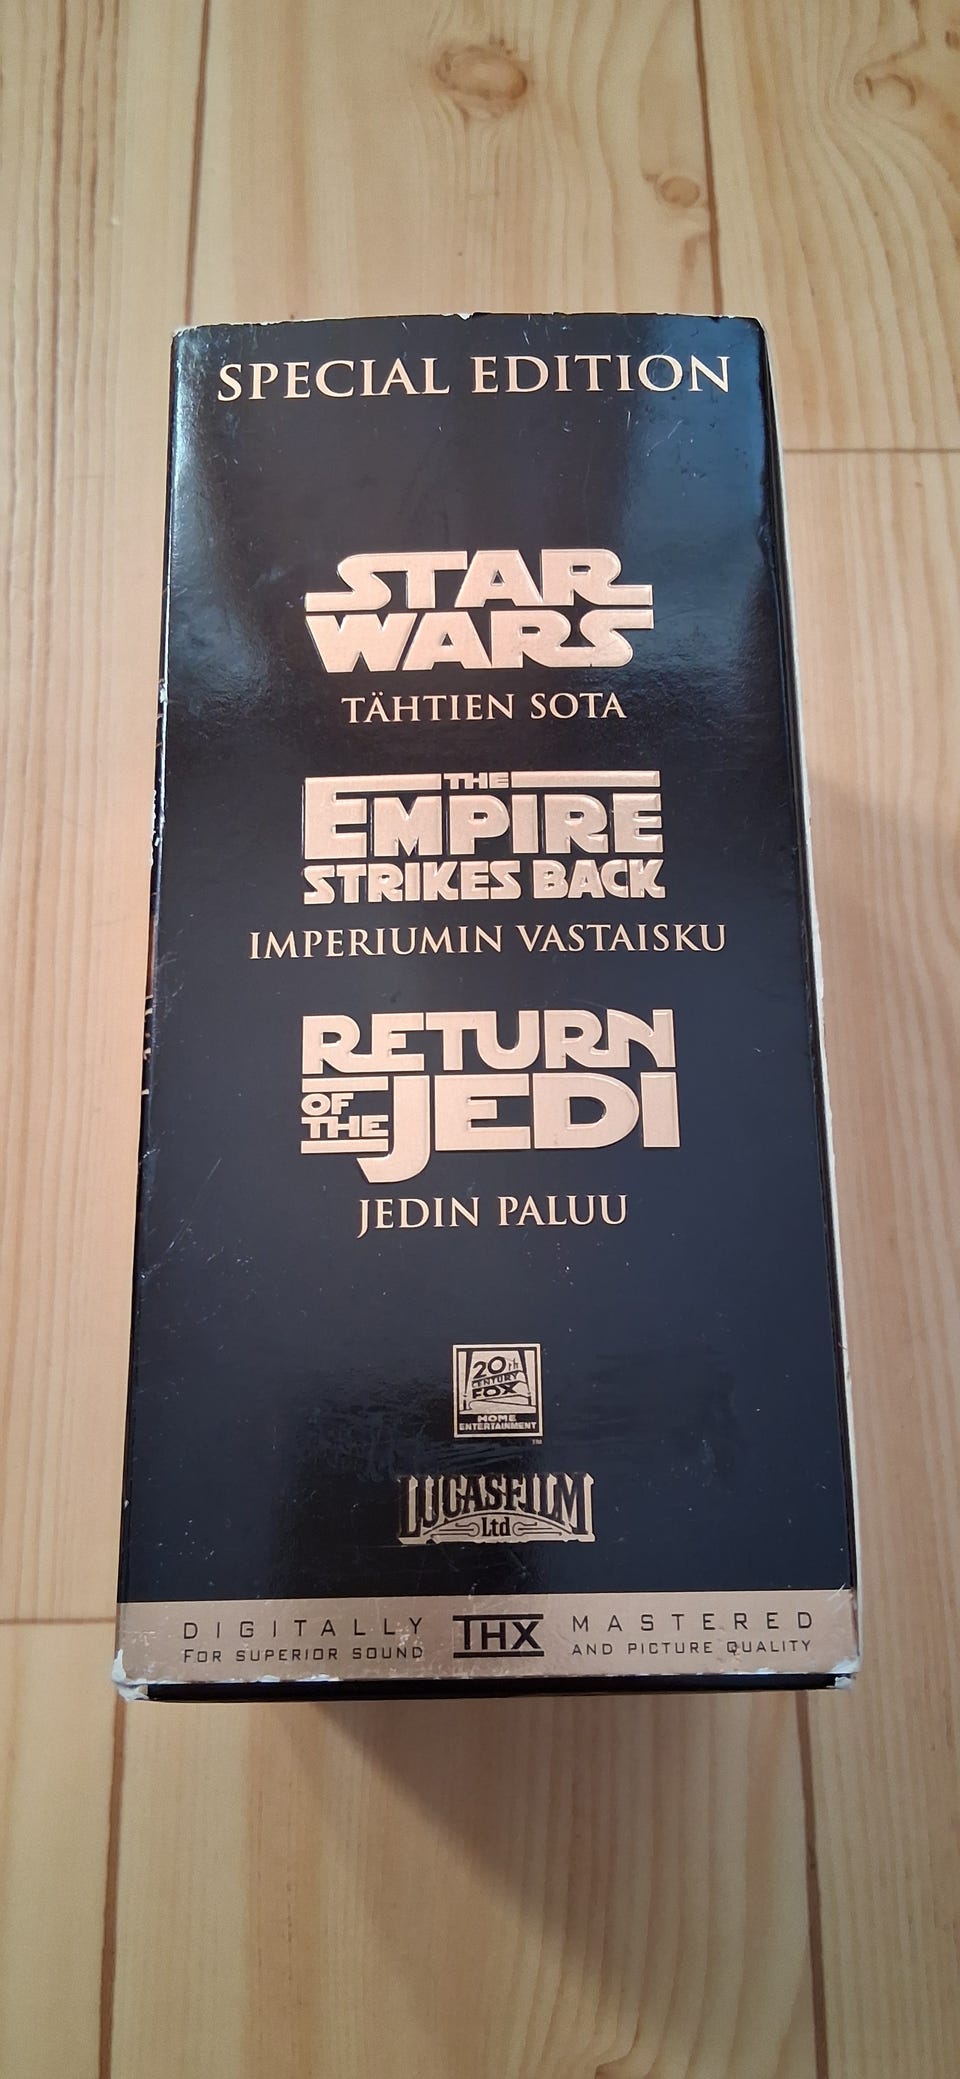 SPECIAL EDITION
STAR
WARS
TÄHTIEN SOTA
THE
EMPIRE
STRIKES BACK
IMPERIUMIN VASTAISKU
RETURN
OF THE JEDI
JEDIN PALUU
20th
CENTURY
FOX
HOME
ENTERTAINMENT
TM
LUCASFILM
Ltd
DIGITALLY THX MASTERED
FOR SUPERIOR SOUND AND PICTURE QUALITY